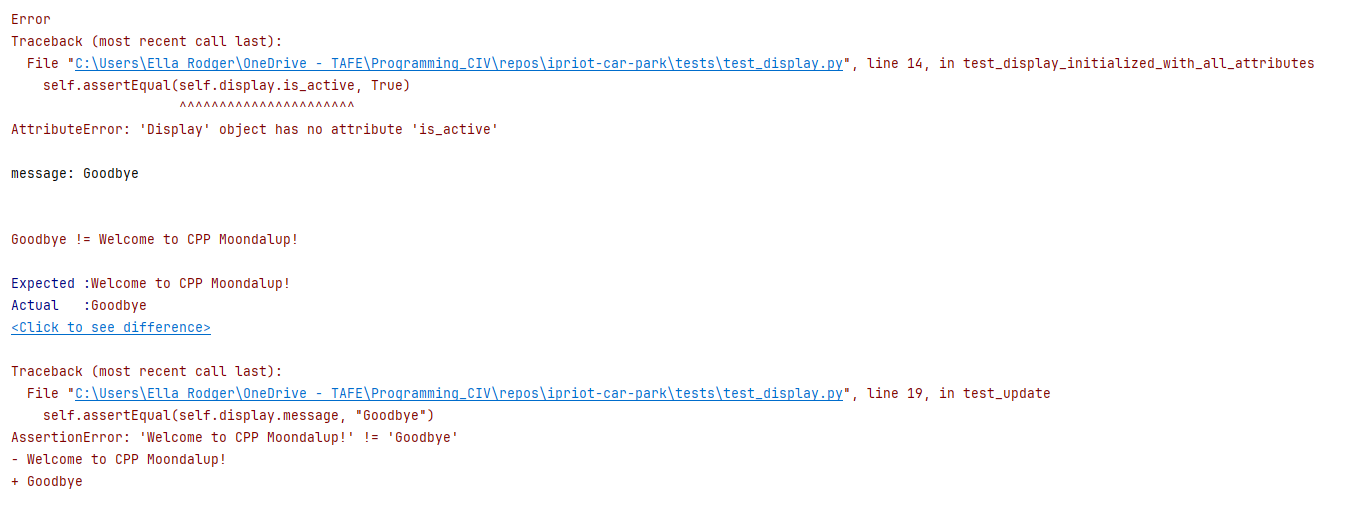 Error
Traceback (most recent call last):
  File "C:\Users\Ella Rodger\OneDrive - TAFE\Programming_CIV\repos\ipriot-car-park\tests\test_display.py", line 14, in test_display_initialized_with_all_attributes
    self.assertEqual(self.display.is_active, True)
                     ^^^^^^^^^^^^^^^^^^^^^^
AttributeError: 'Display' object has no attribute 'is_active'

message: Goodbye


Goodbye != Welcome to CPP Moondalup!

Expected :Welcome to CPP Moondalup!
Actual   :Goodbye
<Click to see difference>

Traceback (most recent call last):
  File "C:\Users\Ella Rodger\OneDrive - TAFE\Programming_CIV\repos\ipriot-car-park\tests\test_display.py", line 19, in test_update
    self.assertEqual(self.display.message, "Goodbye")
AssertionError: 'Welcome to CPP Moondalup!' != 'Goodbye'
- Welcome to CPP Moondalup!
+ Goodbye